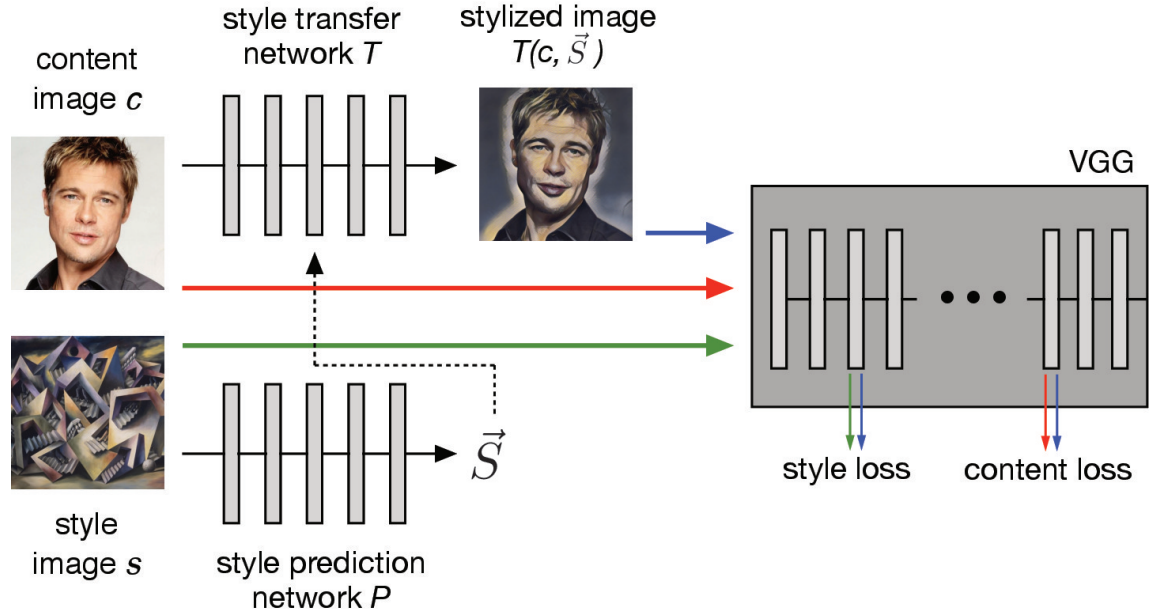 style transfer
network T
stylized image
T(c, S⃗ )
content
image c
VGG
S⃗
style loss
content loss
style
image s
style prediction
network P